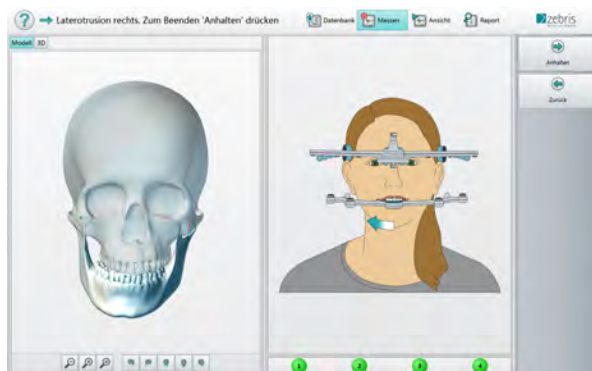 ? Laterotrusion rechts. Zum Beenden 'Anhalten' drücken
Datenbank Messen Ansicht Report
zebris
Modell 3D
Anhalten
Zurück
1 2 3 4